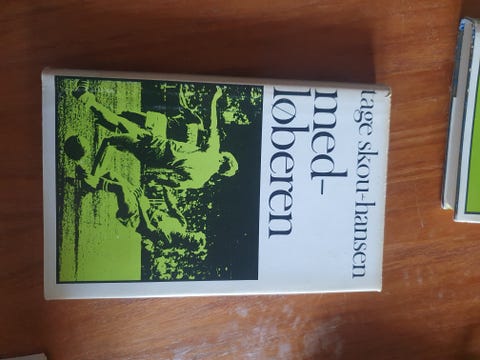 tage skou-hansen
med-
løberen